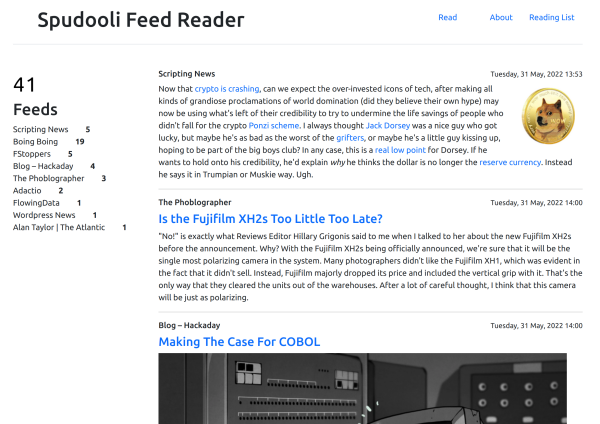 Spudooli Feed Reader
Read About Reading List
41
Feeds
Scripting News 5
Boing Boing 19
FStoppers 5
Blog – Hackaday 4
The Phoblographer 3
Adactio 2
FlowingData 1
Wordpress News 1
Alan Taylor | The Atlantic 1
Scripting News Tuesday, 31 May, 2022 13:53
Now that crypto is crashing, can we expect the over-invested icons of tech, after making all
kinds of grandiose proclamations of world domination (did they believe their own hype) may
now be using what's left of their credibility to try to undermine the life savings of people who
didn't fall for the crypto Ponzi scheme. I always thought Jack Dorsey was a nice guy who got
lucky, but maybe he's as bad as the worst of the grifters, or maybe he's a little guy kissing up,
hoping to be part of the big boys club? In any case, this is a real low point for Dorsey. If he
wants to hold onto his credibility, he'd explain why he thinks the dollar is no longer the reserve currency. Instead
he says it in Trumpian or Muskie way. Ugh.
The Phoblographer Tuesday, 31 May, 2022 14:00
Is the Fujifilm XH2s Too Little Too Late?
"No!" is exactly what Reviews Editor Hillary Grigonis said to me when I talked to her about the new Fujifilm XH2s
before the announcement. Why? With the Fujifilm XH2s being officially announced, we're sure that it will be the
single most polarizing camera in the system. Many photographers didn't like the Fujifilm XH1, which was evident in
the fact that it didn't sell. Instead, Fujifilm majorly dropped its price and included the vertical grip with it. That's the
only way that they cleared the units out of the warehouses. After a lot of careful thought, I think that this camera
will be just as polarizing.
Blog – Hackaday Tuesday, 31 May, 2022 14:00
Making The Case For COBOL